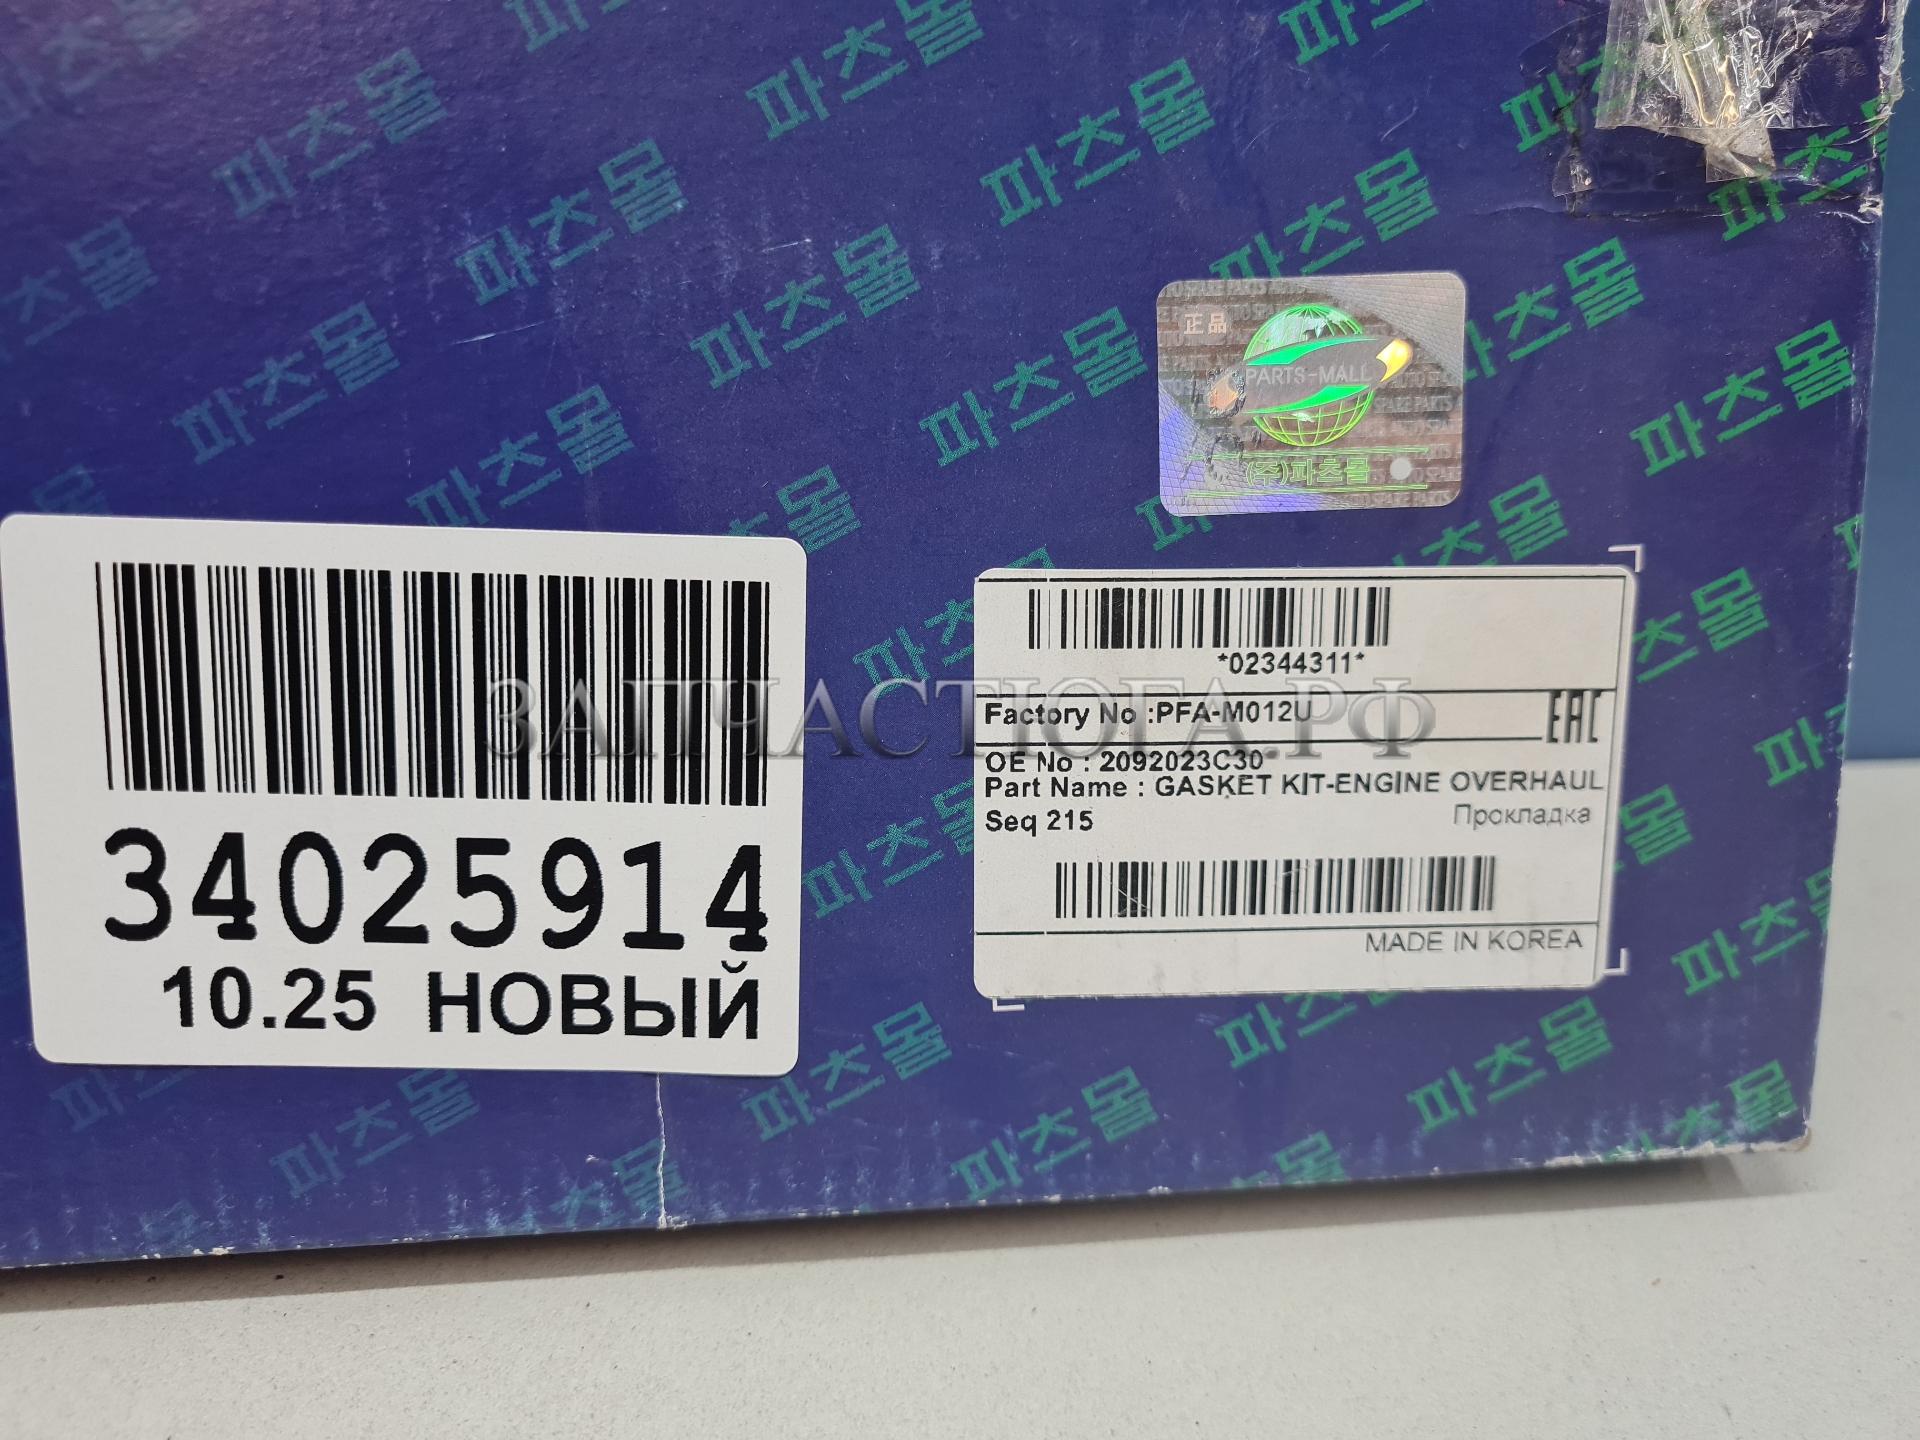 파츠몰
正品
PARTS-MALL
(주)파츠몰
34025914
10.25 НОВЫЙ
*02344311*
Factory No :PFA-M012U
EAC
OE No : 2092023C30
Part Name : GASKET KIT-ENGINE OVERHAUL
Прокладка
Seq 215
MADE IN KOREA
ЗАПЧАСТЮГА.РФ